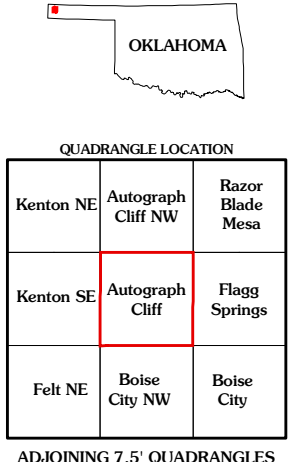 OKLAHOMA
QUADRANGLE LOCATION
Kenton NE
Autograph
Cliff NW
Razor
Blade
Mesa
Kenton SE
Autograph
Cliff
Flagg
Springs
Felt NE
Boise
City NW
Boise
City
ADJOINING 7.5' QUADRANGLES